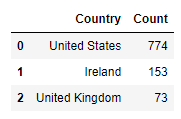 Country Count
0 United States 774
1 Ireland 153
2 United Kingdom 73